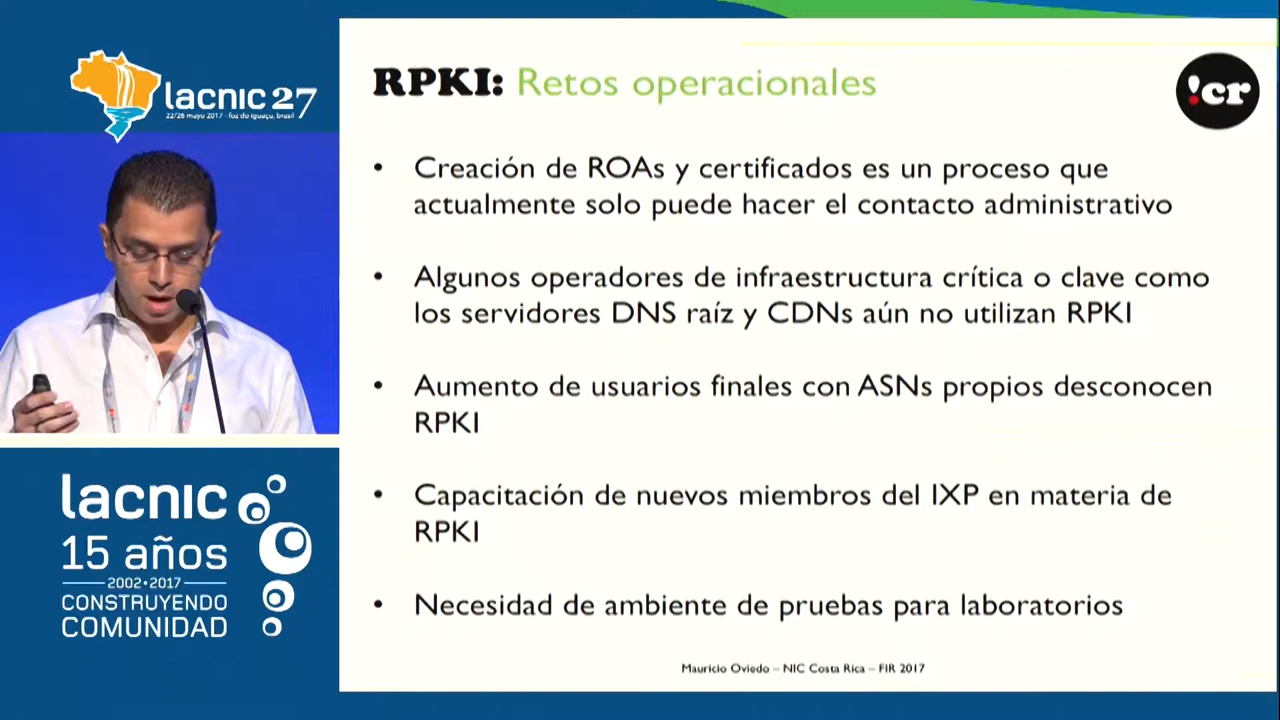 lacnic 27
22/26 mayo 2017 - foz do iguaçu, brasil
RPKI: Retos operacionales
!cr
• Creación de ROAs y certificados es un proceso que
actualmente solo puede hacer el contacto administrativo
• Algunos operadores de infraestructura crítica o clave como
los servidores DNS raíz y CDNs aún no utilizan RPKI
• Aumento de usuarios finales con ASNs propios desconocen
RPKI
• Capacitación de nuevos miembros del IXP en materia de
RPKI
• Necesidad de ambiente de pruebas para laboratorios
Mauricio Oviedo – NIC Costa Rica – FIR 2017
lacnic
15 años
2002•2017
CONSTRUYENDO
COMUNIDAD